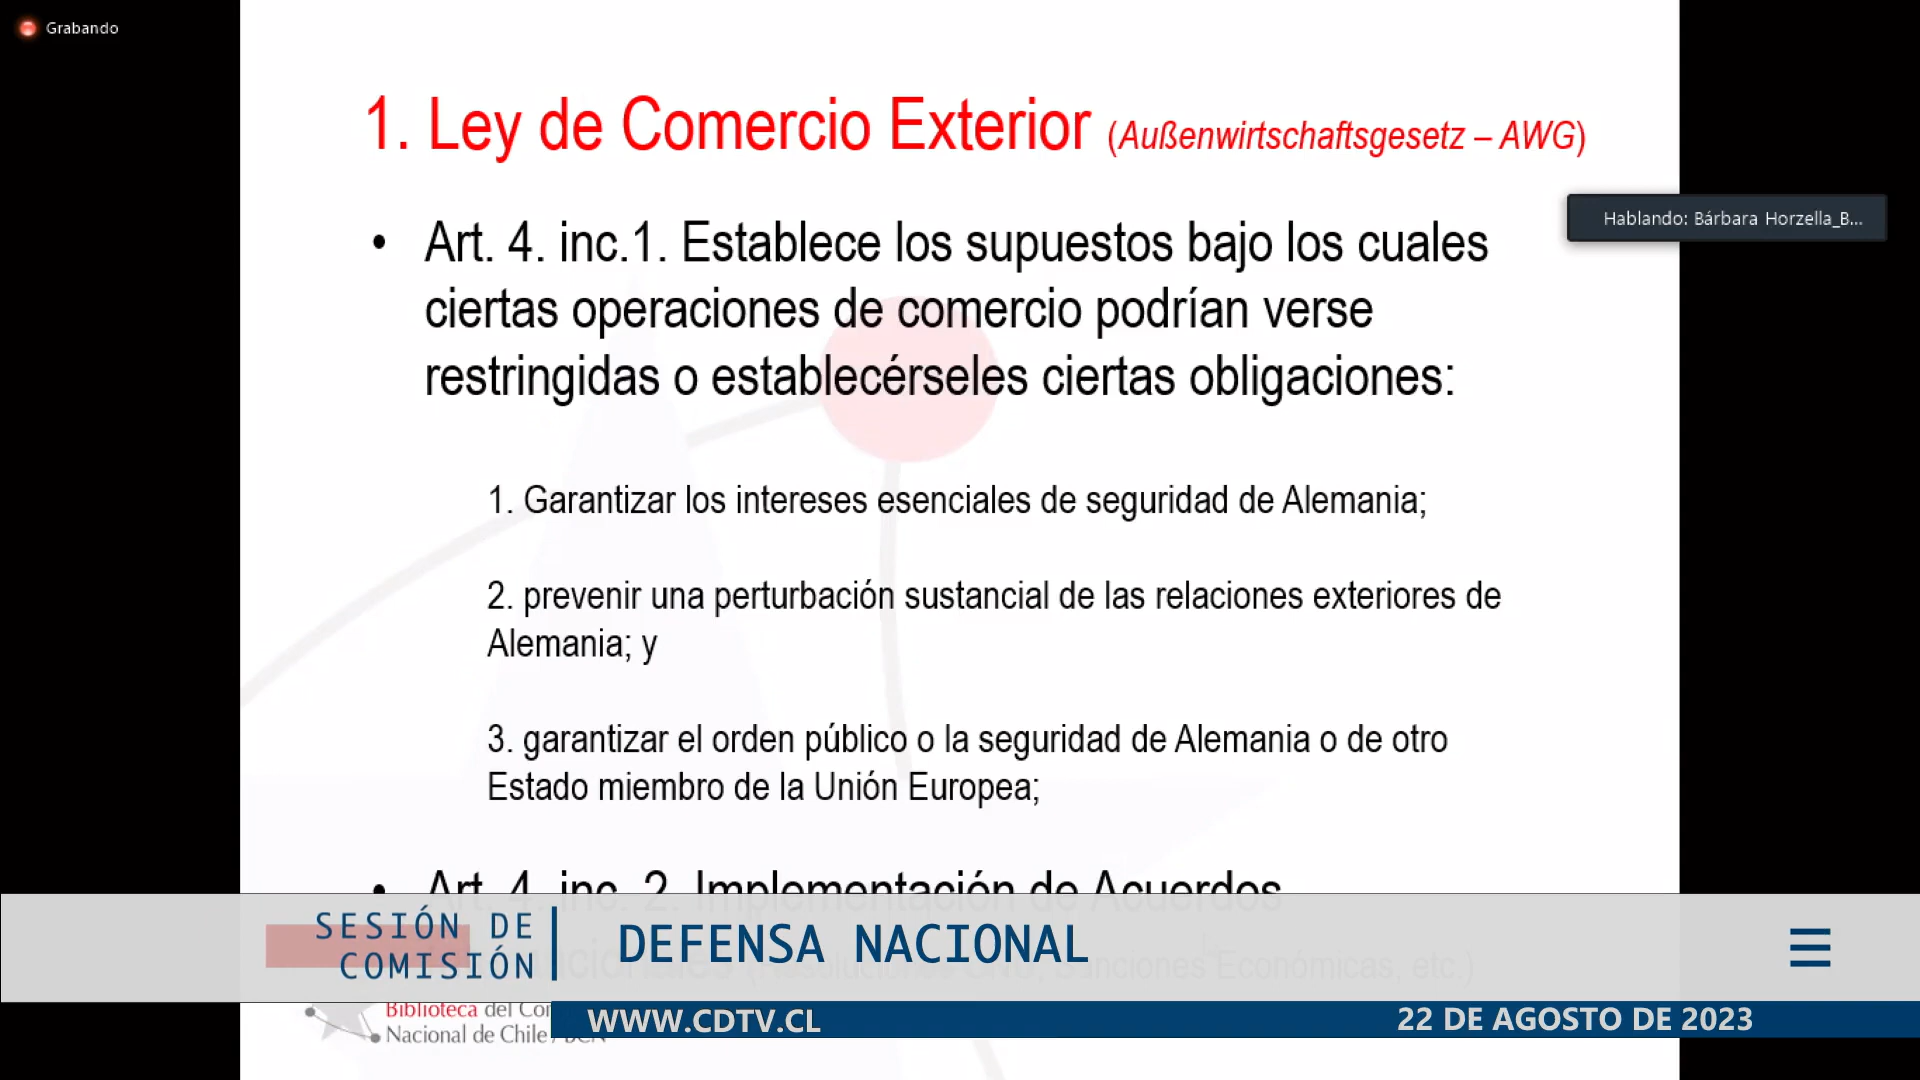 Grabando
1. Ley de Comercio Exterior (Außenwirtschaftsgesetz – AWG)
Hablando: Bárbara Horzella_B...
• Art. 4. inc.1. Establece los supuestos bajo los cuales
ciertas operaciones de comercio podrían verse
restringidas o establecérseles ciertas obligaciones:
1. Garantizar los intereses esenciales de seguridad de Alemania;
2. prevenir una perturbación sustancial de las relaciones exteriores de
Alemania; y
3. garantizar el orden público o la seguridad de Alemania o de otro
Estado miembro de la Unión Europea;
• Art. 4. inc. 2. Implementación de Acuerdos
Sanciones Económicas, etc.)
SESIÓN DE
COMISIÓN
DEFENSA NACIONAL
Biblioteca del
Nacional de Chile / BCN
WWW.CDTV.CL
22 DE AGOSTO DE 2023